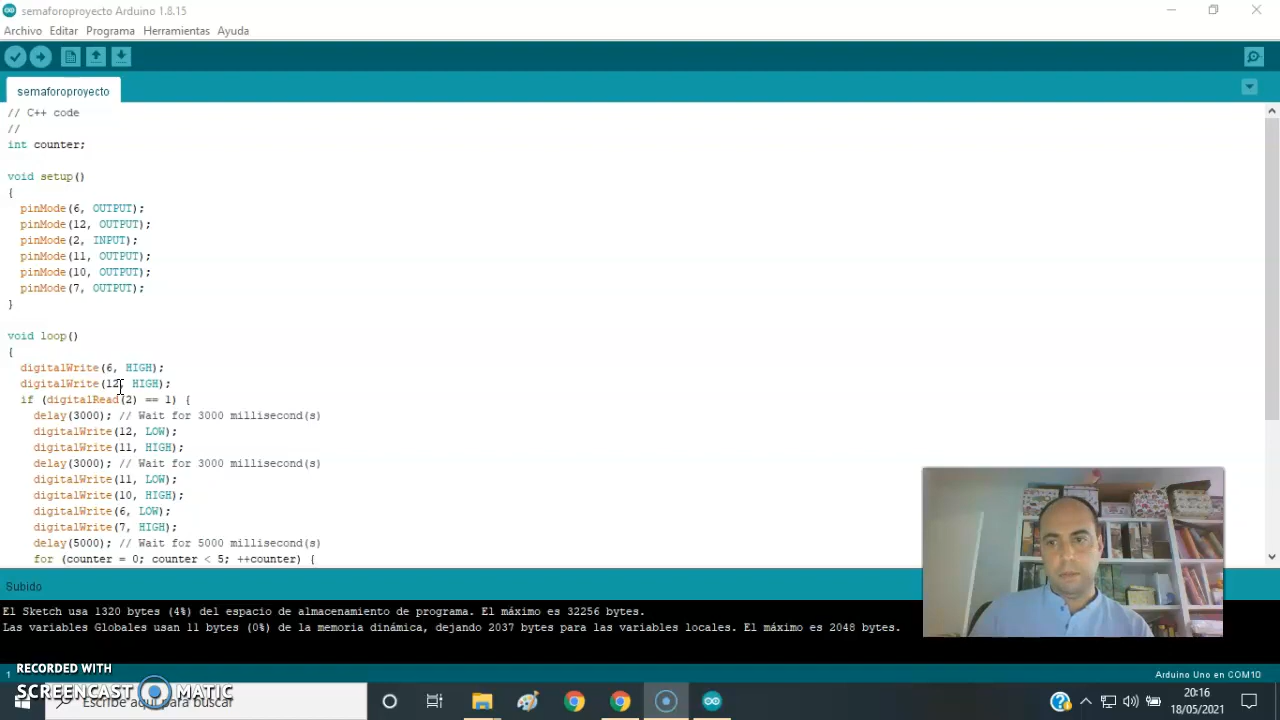 semaforoproyecto Arduino 1.8.15
Archivo Editar Programa Herramientas Ayuda
semaforoproyecto
// C++ code
//
int counter;
void setup()
{
pinMode(6, OUTPUT);
pinMode(12, OUTPUT);
pinMode(2, INPUT);
pinMode(11, OUTPUT);
pinMode(10, OUTPUT);
pinMode(7, OUTPUT);
}
void loop()
{
digitalWrite(6, HIGH);
digitalWrite(12, HIGH);
if (digitalRead(2) == 1) {
delay(3000); // Wait for 3000 millisecond(s)
digitalWrite(12, LOW);
digitalWrite(11, HIGH);
delay(3000); // Wait for 3000 millisecond(s)
digitalWrite(11, LOW);
digitalWrite(10, HIGH);
digitalWrite(6, LOW);
digitalWrite(7, HIGH);
delay(5000); // Wait for 5000 millisecond(s)
for (counter = 0; counter < 5; ++counter) {
Subido
El Sketch usa 1320 bytes (4%) del espacio de almacenamiento de programa. El máximo es 32256 bytes.
Las variables Globales usan 11 bytes (0%) de la memoria dinámica, dejando 2037 bytes para las variables locales. El máximo es 2048 bytes.
1
Arduino Uno en COM10
RECORDED WITH
SCREENCAST MATIC
Escribe aquí para buscar
20:16
18/05/2021